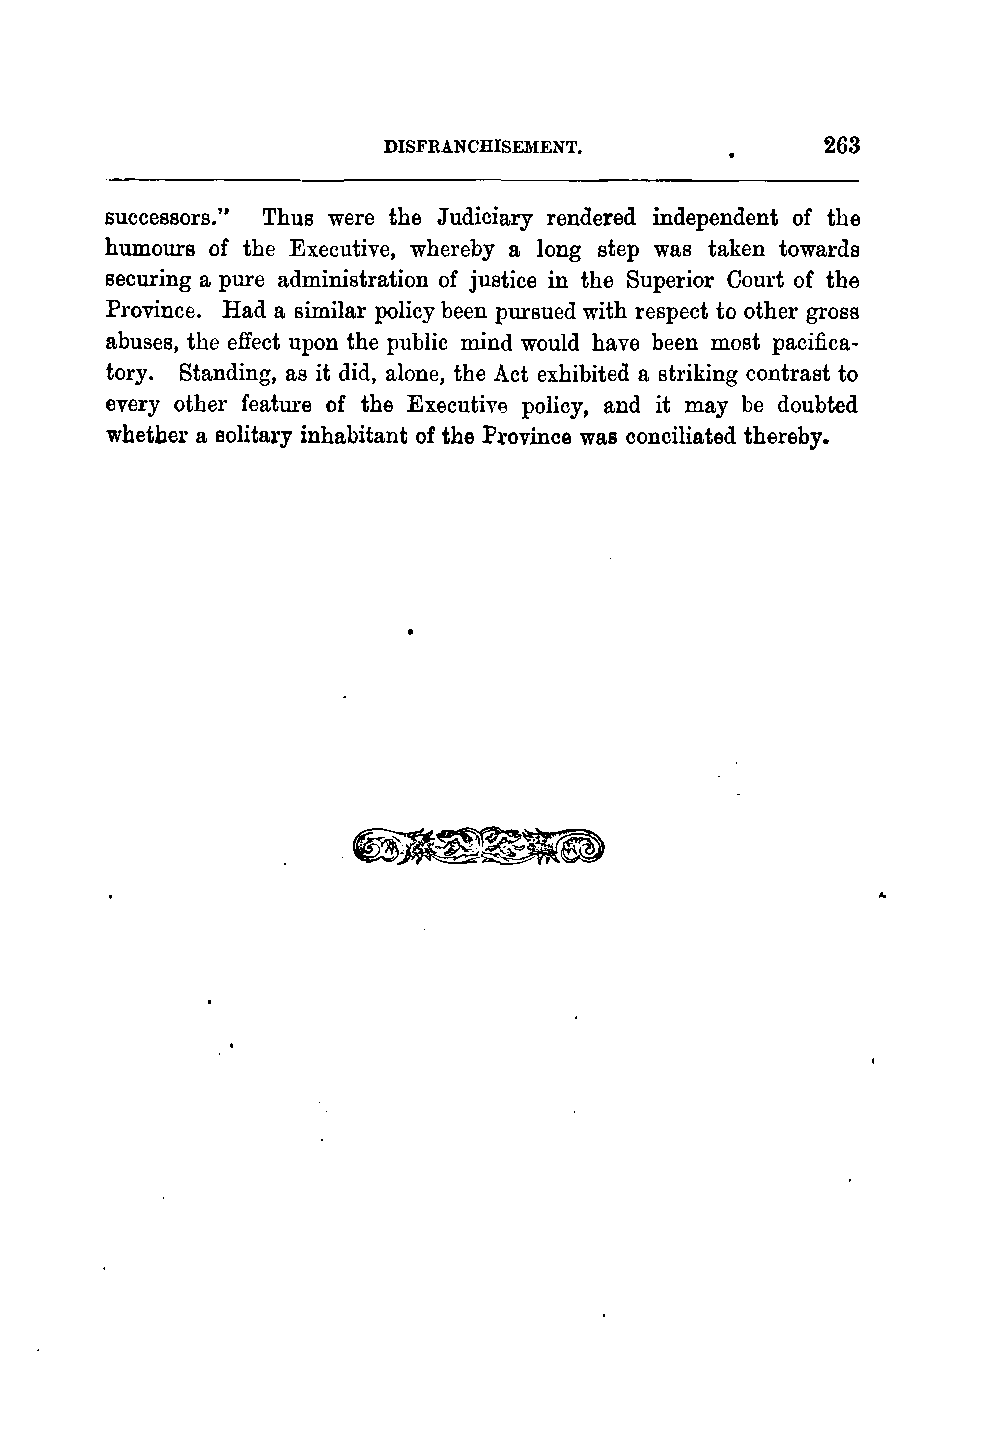 DISFRANCHISEMENT. 263
successors." Thus were the Judiciary rendered independent of the
humours of the Executive, whereby a long step was taken towards
securing a pure administration of justice in the Superior Court of the
Province. Had a similar policy been pursued with respect to other gross
abuses, the effect upon the public mind would have been most pacifica-
tory. Standing, as it did, alone, the Act exhibited a striking contrast to
every other feature of the Executive policy, and it may be doubted
whether a solitary inhabitant of the Province was conciliated thereby.